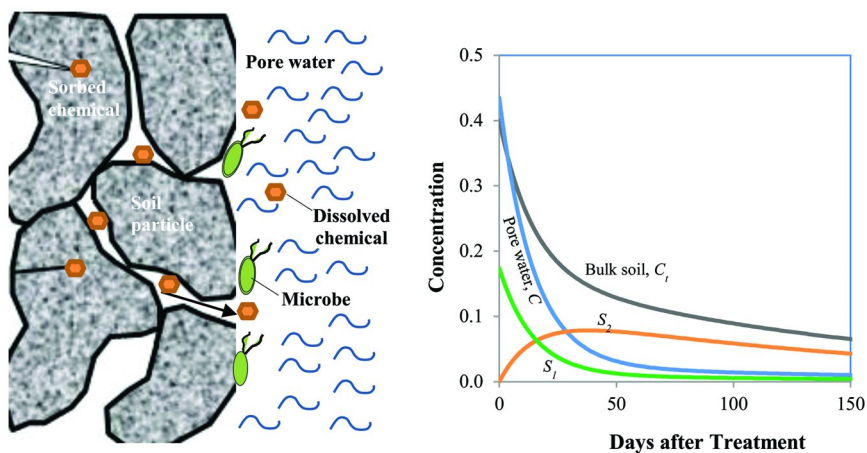 Pore water
Sorbed
chemical
Soil
particle
Dissolved
chemical
Microbe
0.5
0.4
0.3
0.2
0.1
0.0
Concentration
Pore water, C
Bulk soil, Ct
S2
S1
0
50
100
150
Days after Treatment